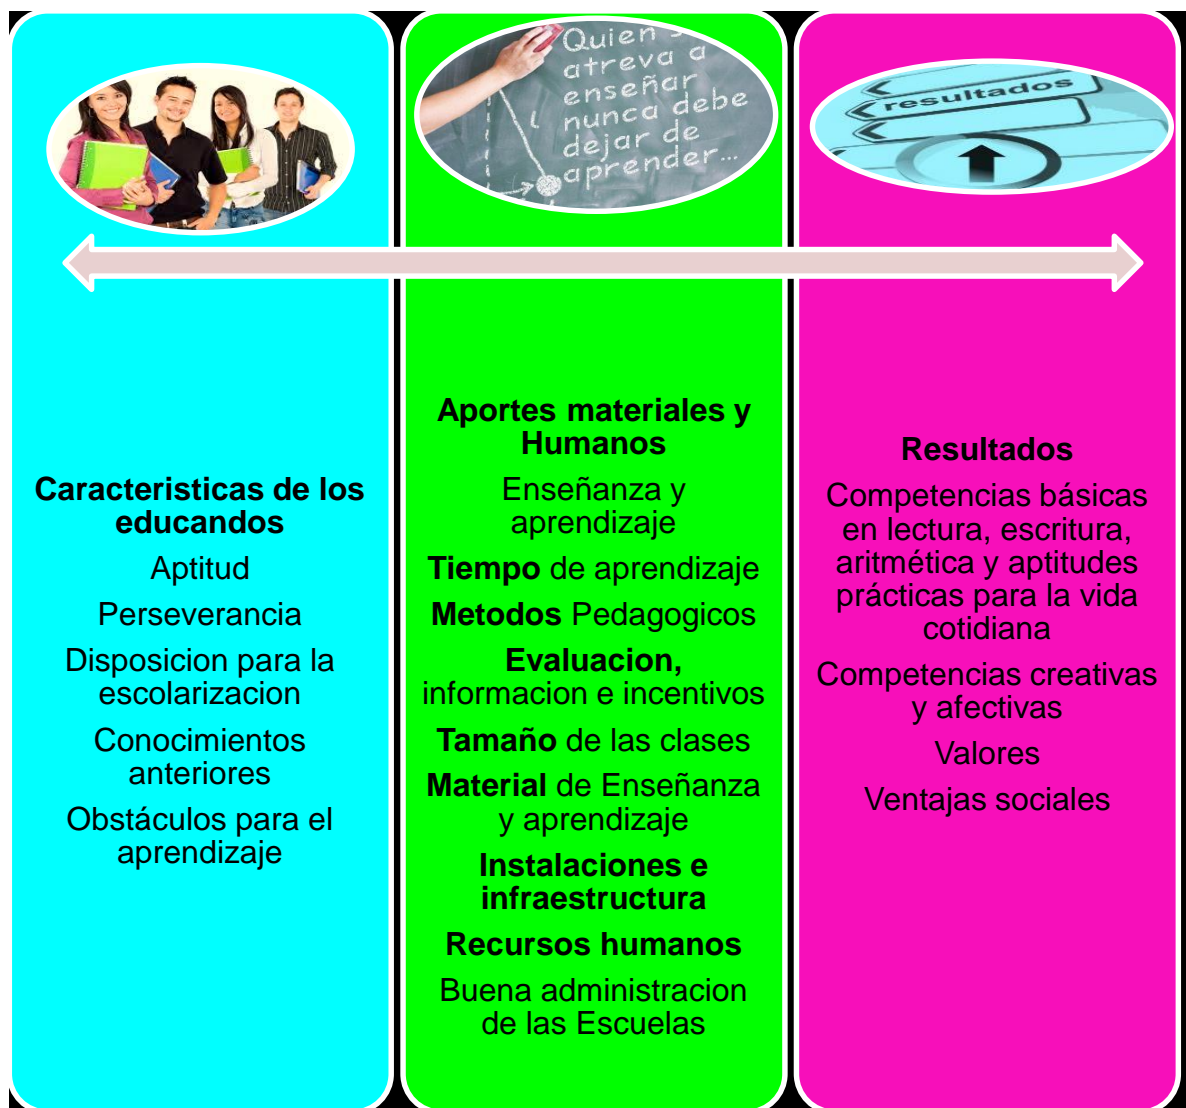 Quien
atreva a
enseñar
nunca debe
dejar de
aprender...
resultados
Caracteristicas de los
educandos
Aptitud
Perseverancia
Disposicion para la
escolarizacion
Conocimientos
anteriores
Obstáculos para el
aprendizaje
Aportes materiales y
Humanos
Enseñanza y
aprendizaje
Tiempo de aprendizaje
Metodos Pedagogicos
Evaluacion,
informacion e incentivos
Tamaño de las clases
Material de Enseñanza
y aprendizaje
Instalaciones e
infraestructura
Recursos humanos
Buena administracion
de las Escuelas
Resultados
Competencias básicas
en lectura, escritura,
aritmética y aptitudes
prácticas para la vida
cotidiana
Competencias creativas
y afectivas
Valores
Ventajas sociales